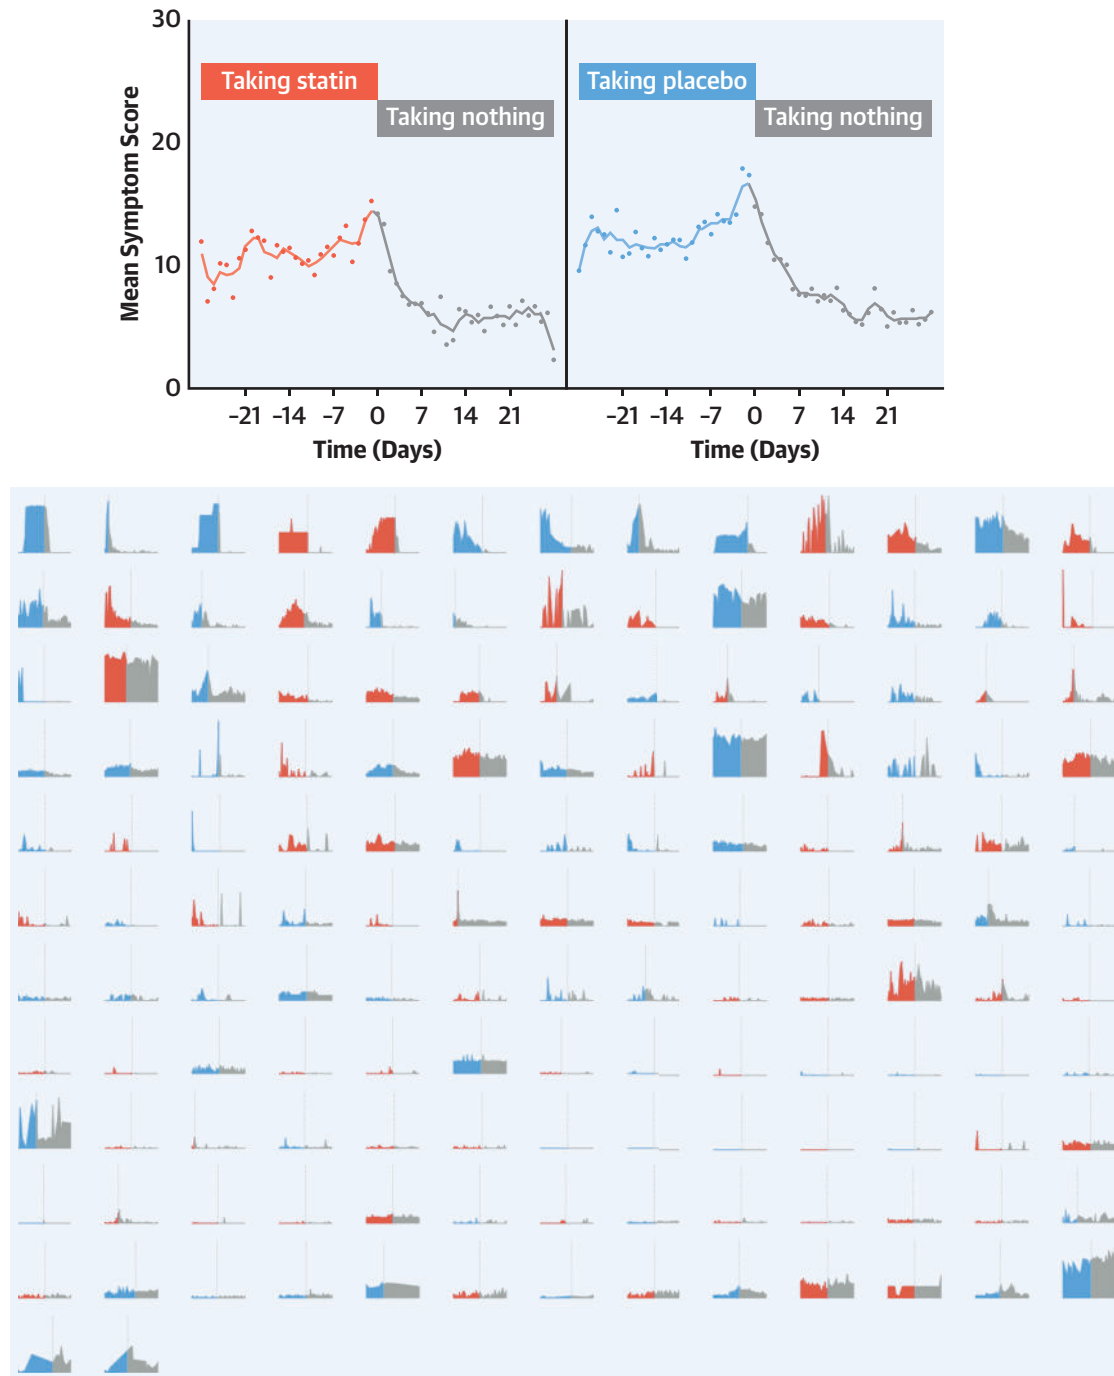 30
Taking statin
Taking placebo
Taking nothing
Taking nothing
20
Mean Symptom Score
10
0
–21 –14 –7 0 7 14 21
–21 –14 –7 0 7 14 21
Time (Days)
Time (Days)